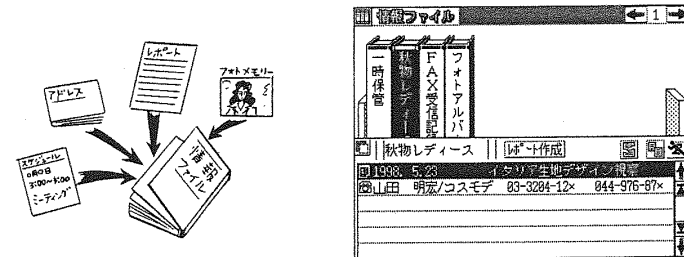 レポート
アドレス
フォトメモリー
スケジュール
0月0日
3:00〜5:00
ミーティング
情報
ファイル
情報ファイル
1
一時保管
秋物レディー
FAX受信記
フォトアルバ
秋物レディース
レポート作成
1998. 5.23 イタリア生地デザイン視察
山田 明宏/コスモデ 03-3204-12× 044-976-87×